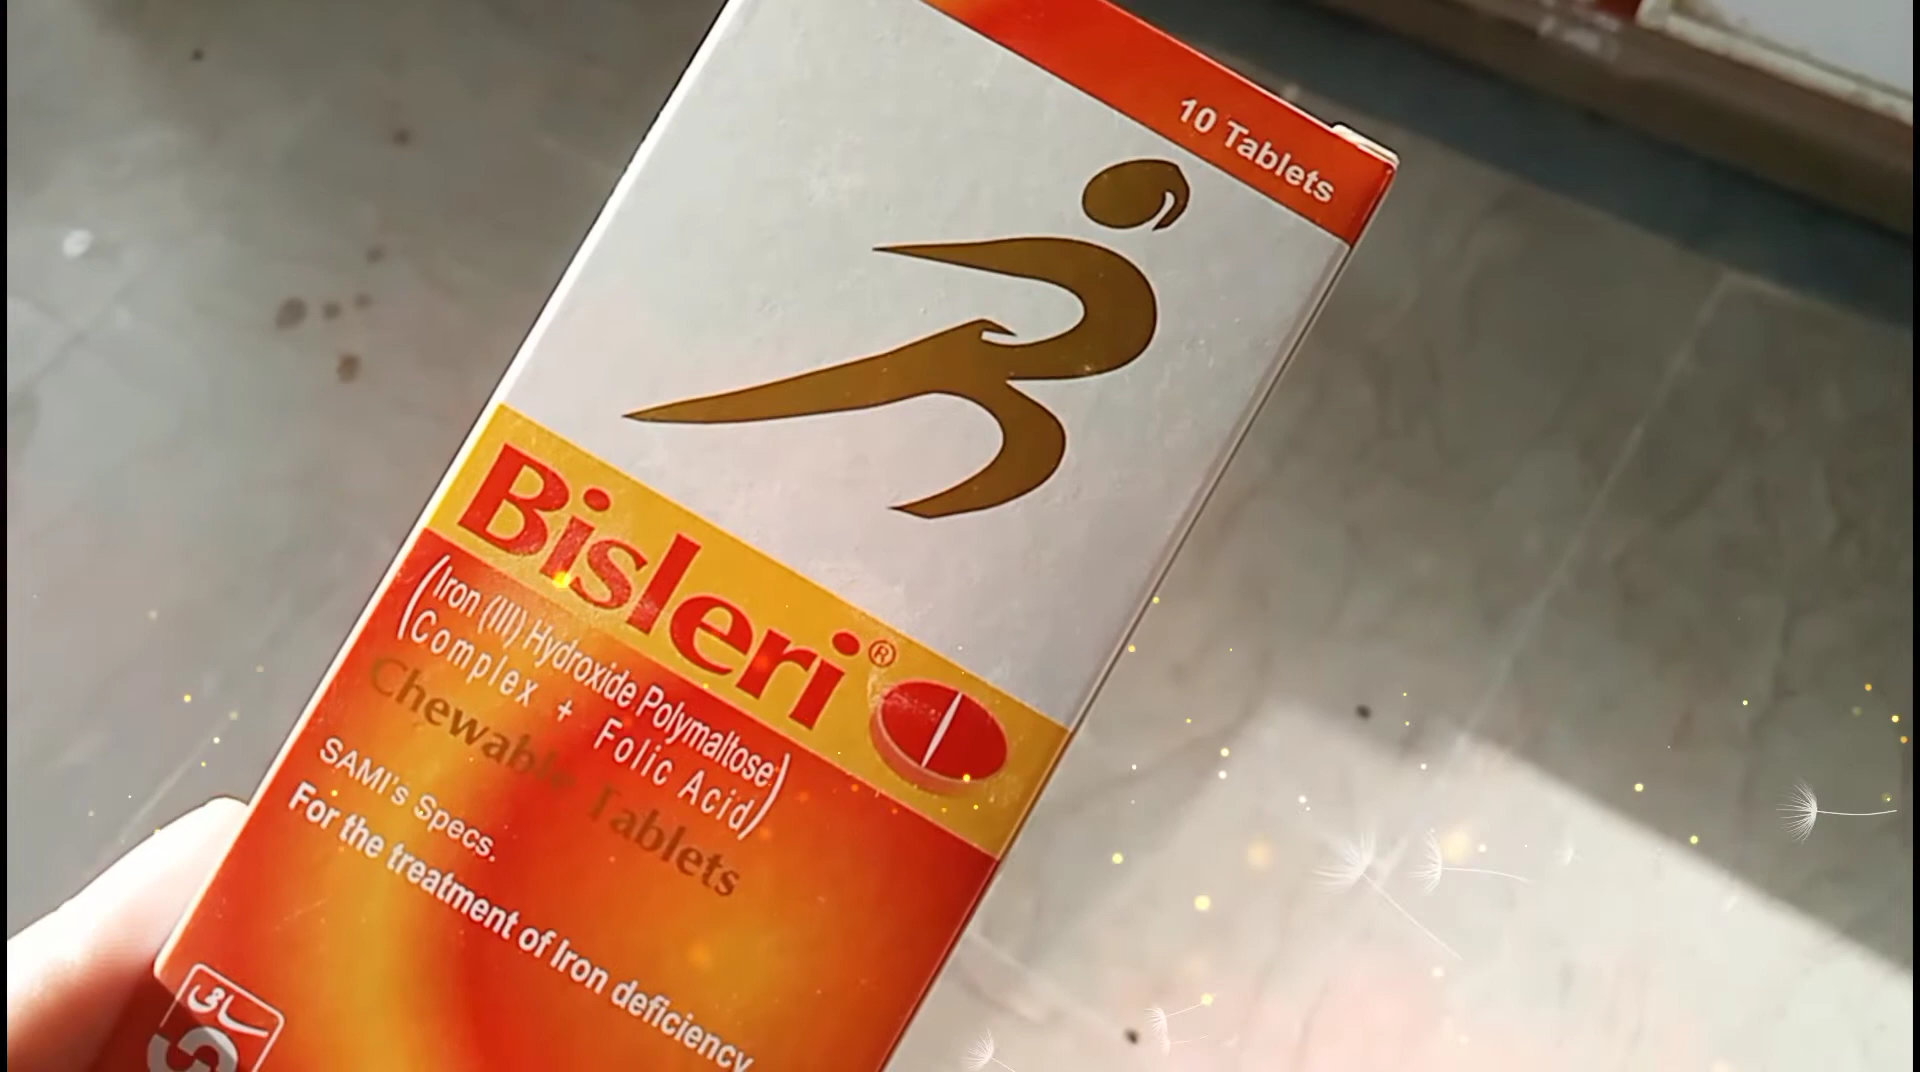 10 Tablets
Bisleri®
(Iron (III) Hydroxide Polymaltose
Complex + Folic Acid)
Chewable Tablets
SAMI's Specs.
For the treatment of Iron deficiency
سامی
S